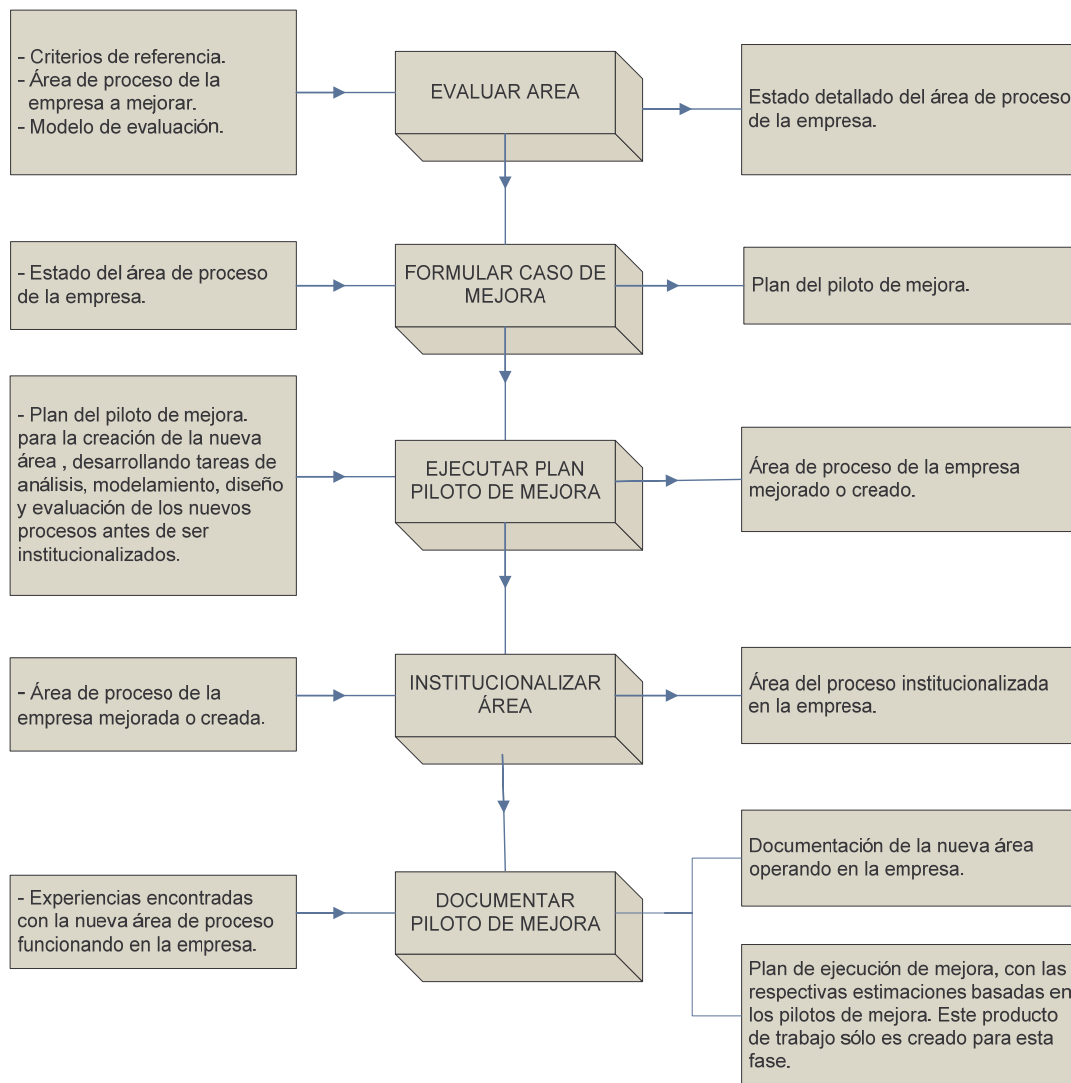 - Criterios de referencia.
- Área de proceso de la
empresa a mejorar.
- Modelo de evaluación.
EVALUAR AREA
Estado detallado del área de proceso
de la empresa.
- Estado del área de proceso
de la empresa.
FORMULAR CASO DE
MEJORA
Plan del piloto de mejora.
- Plan del piloto de mejora.
para la creación de la nueva
área , desarrollando tareas de
análisis, modelamiento, diseño
y evaluación de los nuevos
procesos antes de ser
institucionalizados.
EJECUTAR PLAN
PILOTO DE MEJORA
Área de proceso de la empresa
mejorado o creado.
- Área de proceso de la
empresa mejorada o creada.
INSTITUCIONALIZAR
ÁREA
Área del proceso institucionalizada
en la empresa.
- Experiencias encontradas
con la nueva área de proceso
funcionando en la empresa.
DOCUMENTAR
PILOTO DE MEJORA
Documentación de la nueva área
operando en la empresa.
Plan de ejecución de mejora, con las
respectivas estimaciones basadas en
los pilotos de mejora. Este producto
de trabajo sólo es creado para esta
fase.